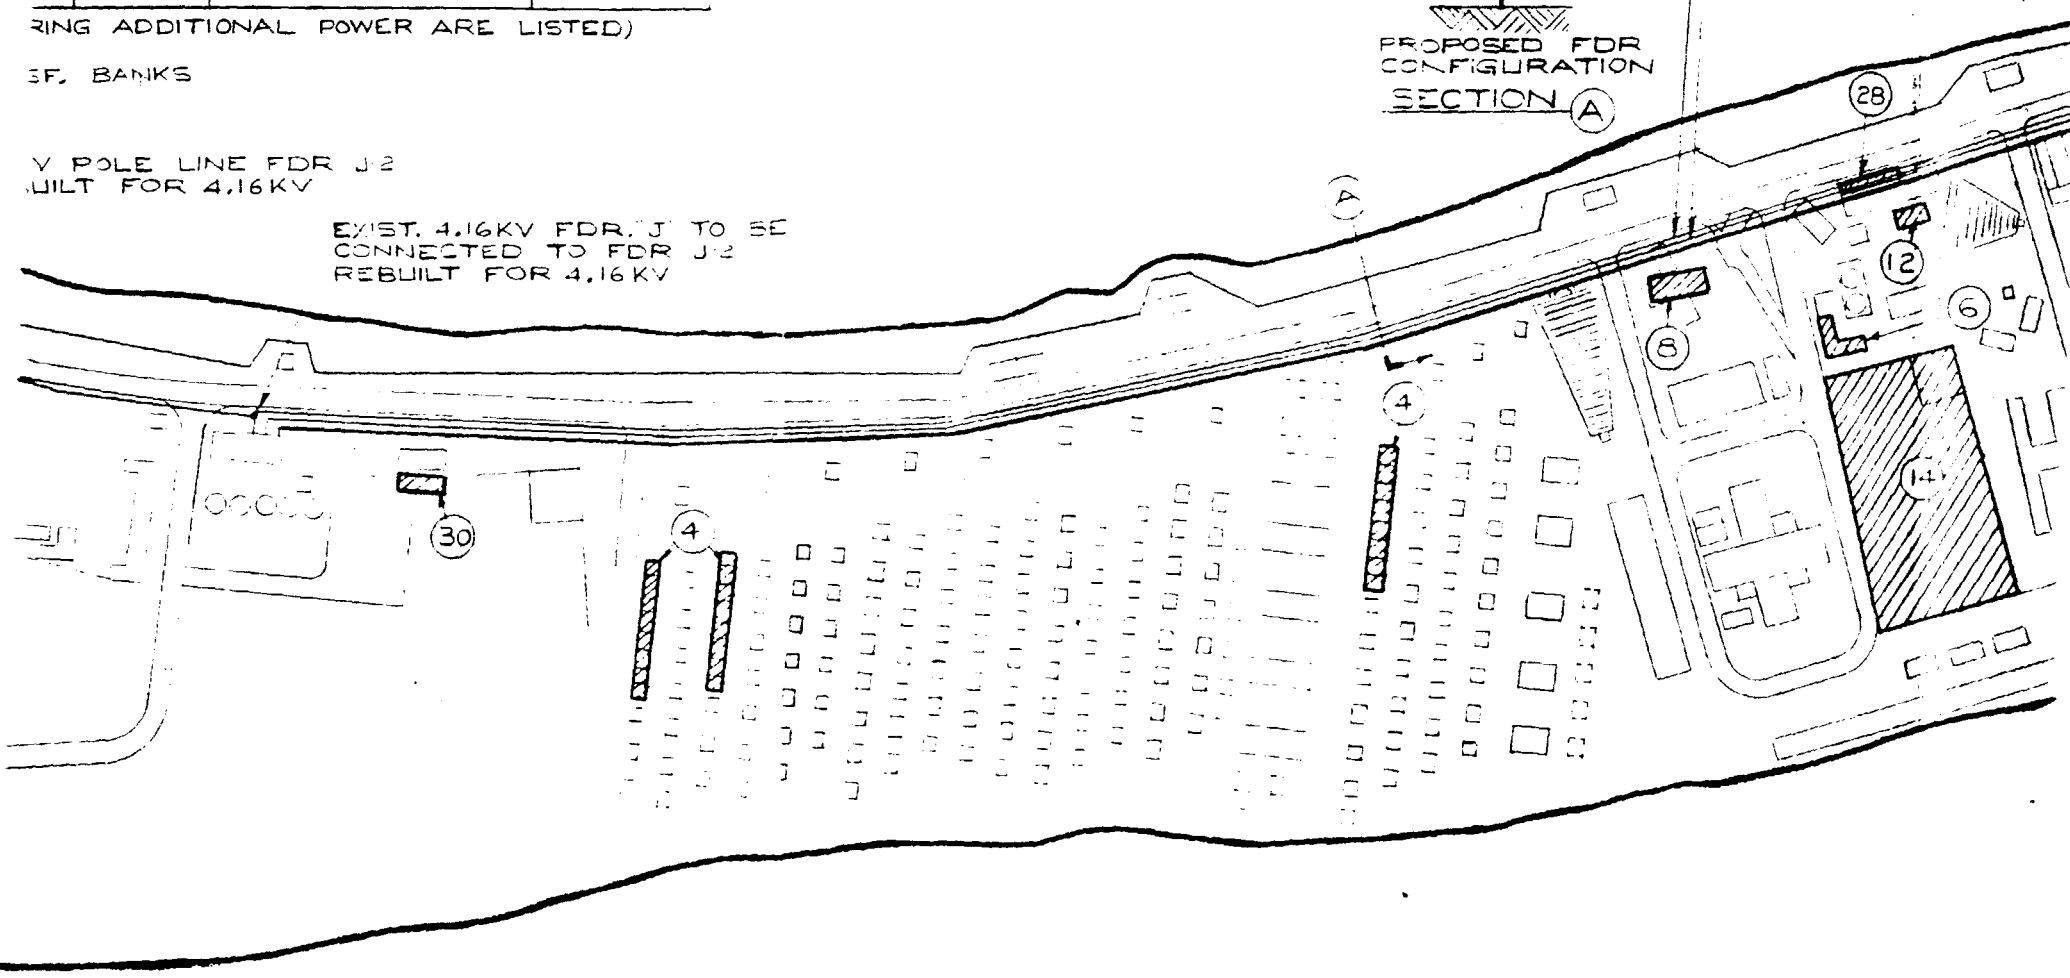 RING ADDITIONAL POWER ARE LISTED)
SF. BANKS
V POLE LINE FDR J-2
UILT FOR 4.16KV
EXIST. 4.16KV FDR. 'J' TO BE
CONNECTED TO FDR J-2
REBUILT FOR 4.16KV
PROPOSED FDR
CONFIGURATION
SECTION A
28
A
12
6
8
4
14
30
4